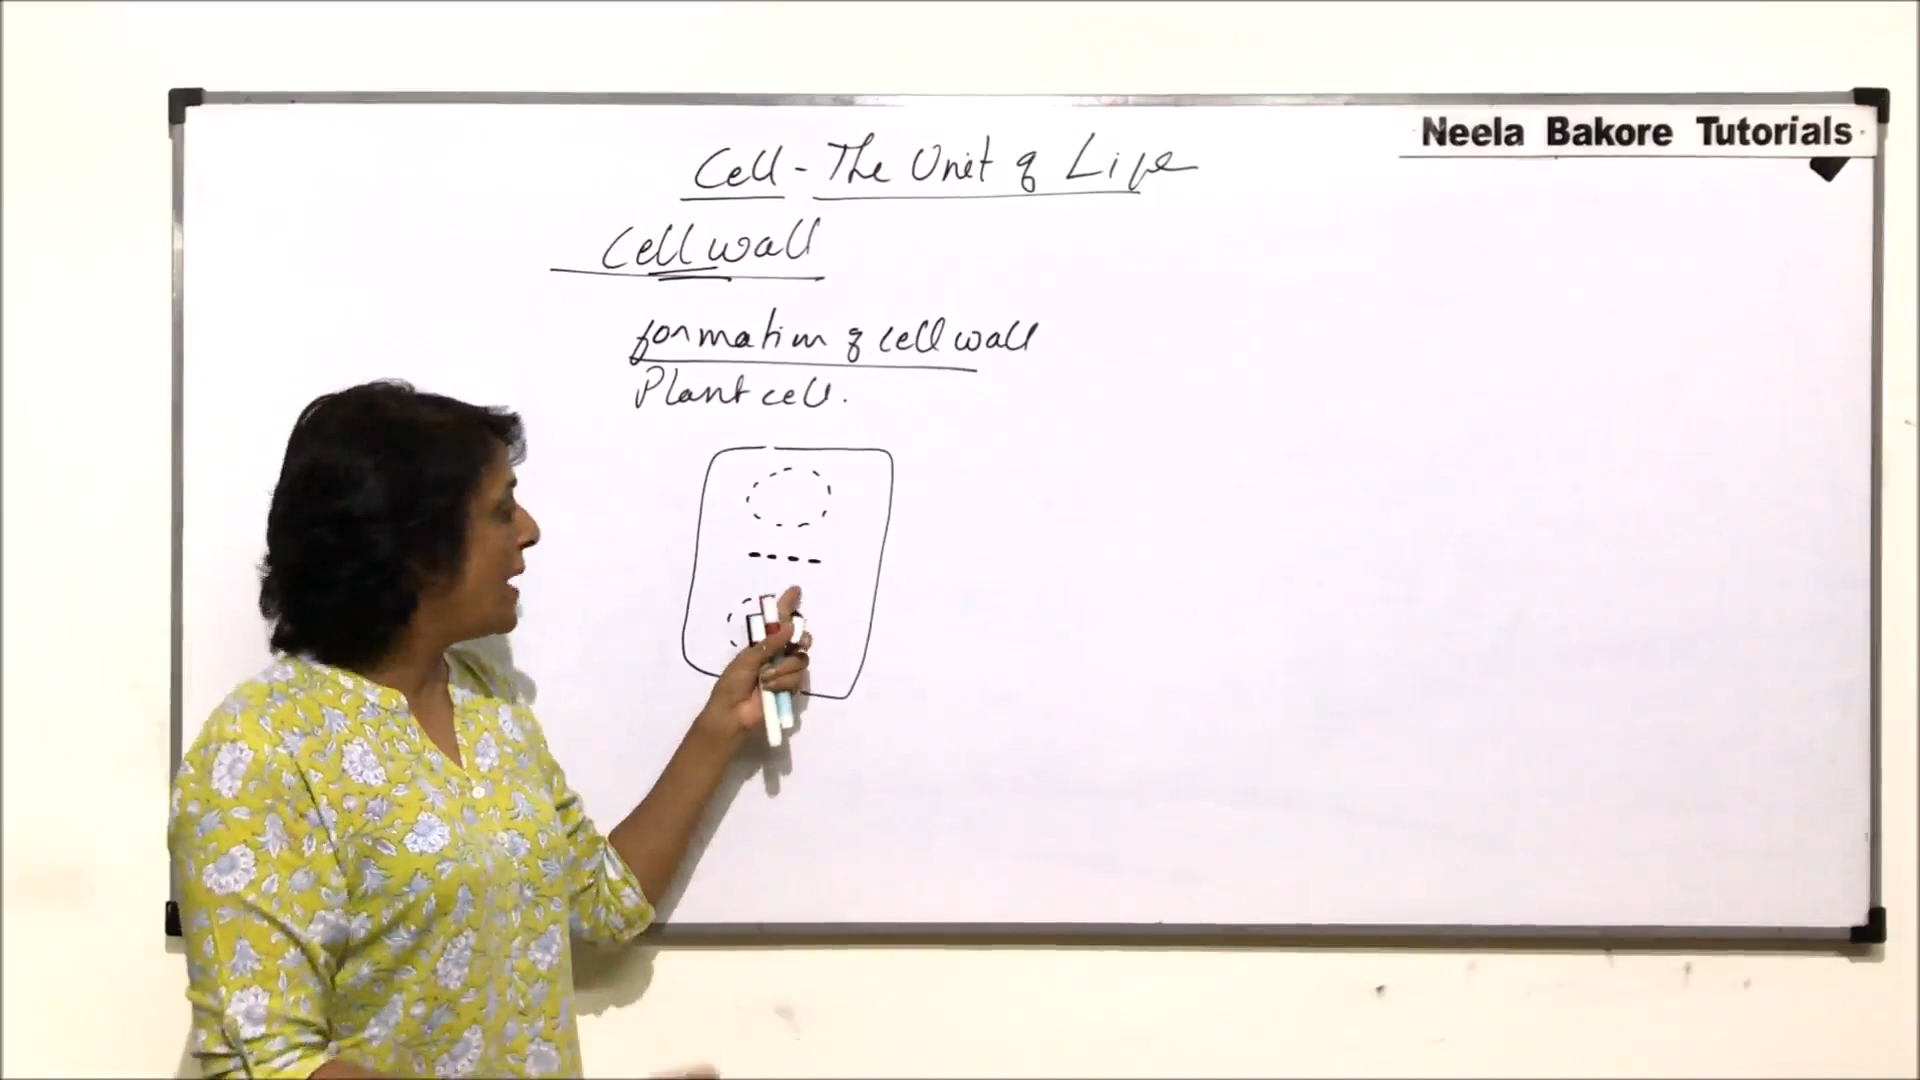 Neela Bakore Tutorials
Cell - The Unit of Life
Cell wall
formation of cell wall
Plant cell.